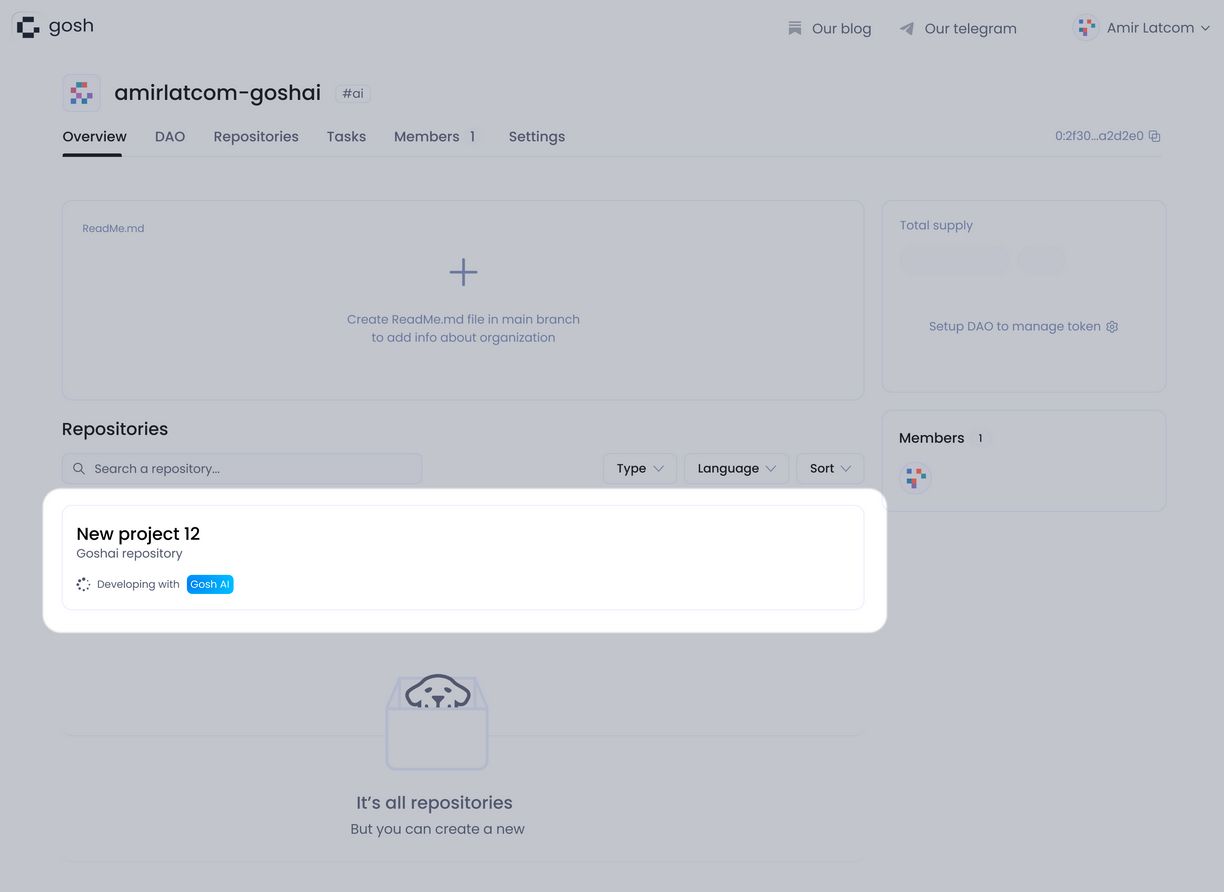 gosh
Our blog
Our telegram
Amir Latcom
amirlatcom-goshai
#ai
Overview
DAO
Repositories
Tasks
Members 1
Settings
0:2f30...a2d2e0
ReadMe.md
Create ReadMe.md file in main branch
to add info about organization
Total supply
Setup DAO to manage token
Repositories
Search a repository...
Type
Language
Sort
Members 1
New project 12
Goshai repository
Developing with Gosh AI
It’s all repositories
But you can create a new